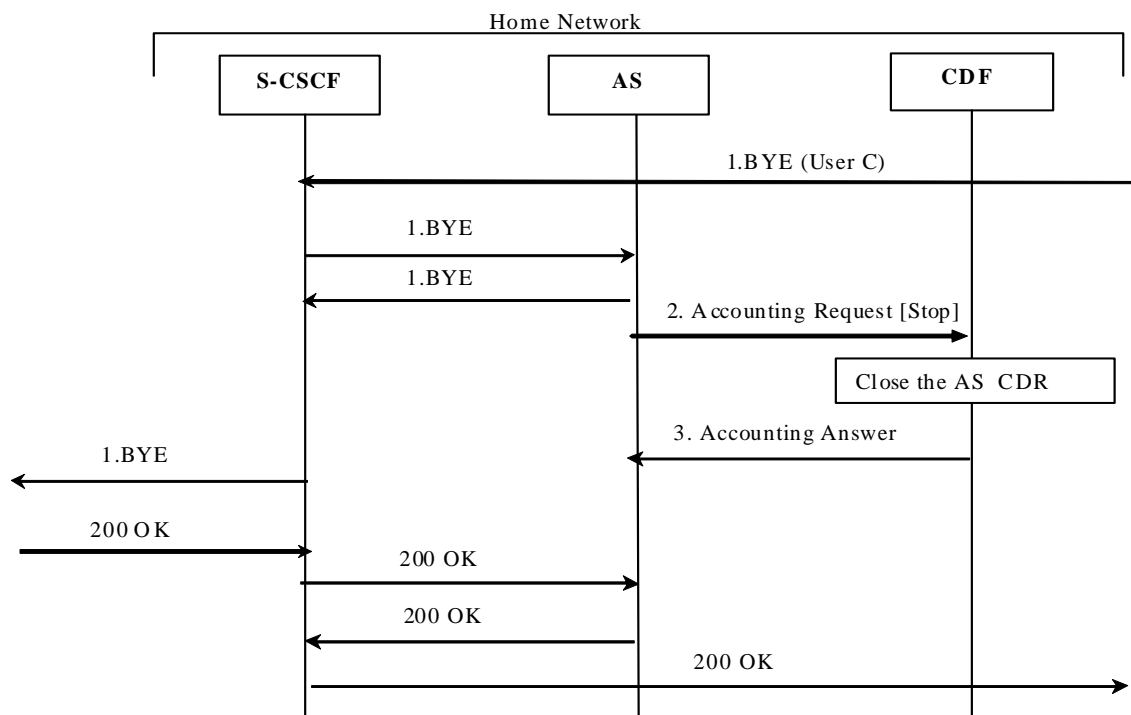 Home Network
S-CSCF
AS
CDF
1.BYE (User C)
1.BYE
1.BYE
2. Accounting Request [Stop]
Close the AS CDR
3. Accounting Answer
1.BYE
200 OK
200 OK
200 OK
200 OK